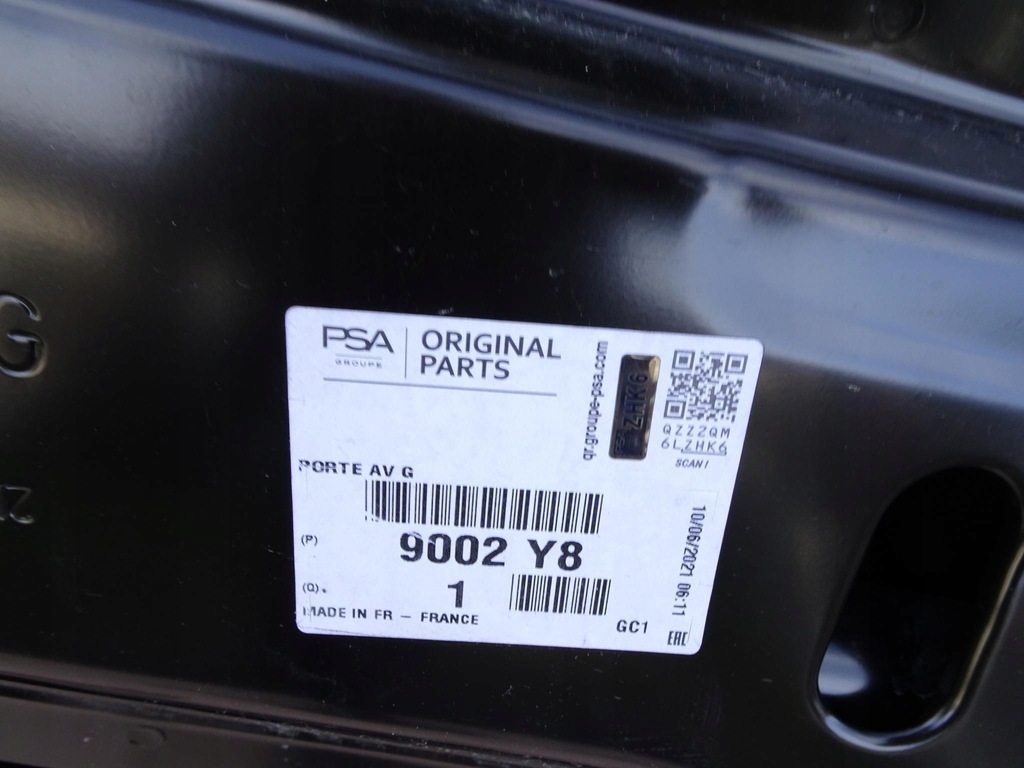 PSA
GROUPE
ORIGINAL
PARTS
qr.groupe-psa.com
ZHK6
QZZ2QM
6LZHK6
SCAN !
PORTE AV G
(P)
9002 Y8
(Q)
1
MADE IN FR – FRANCE
GC1
10/06/2021 06:11
EAC
G